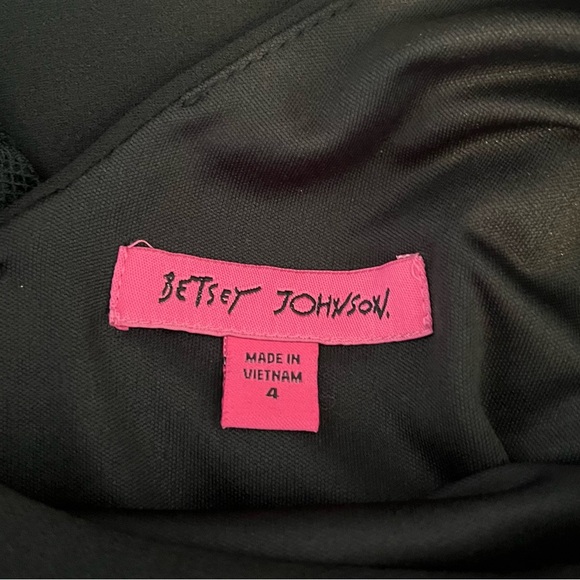 BETSEY JOHNSON.
MADE IN
VIETNAM
4